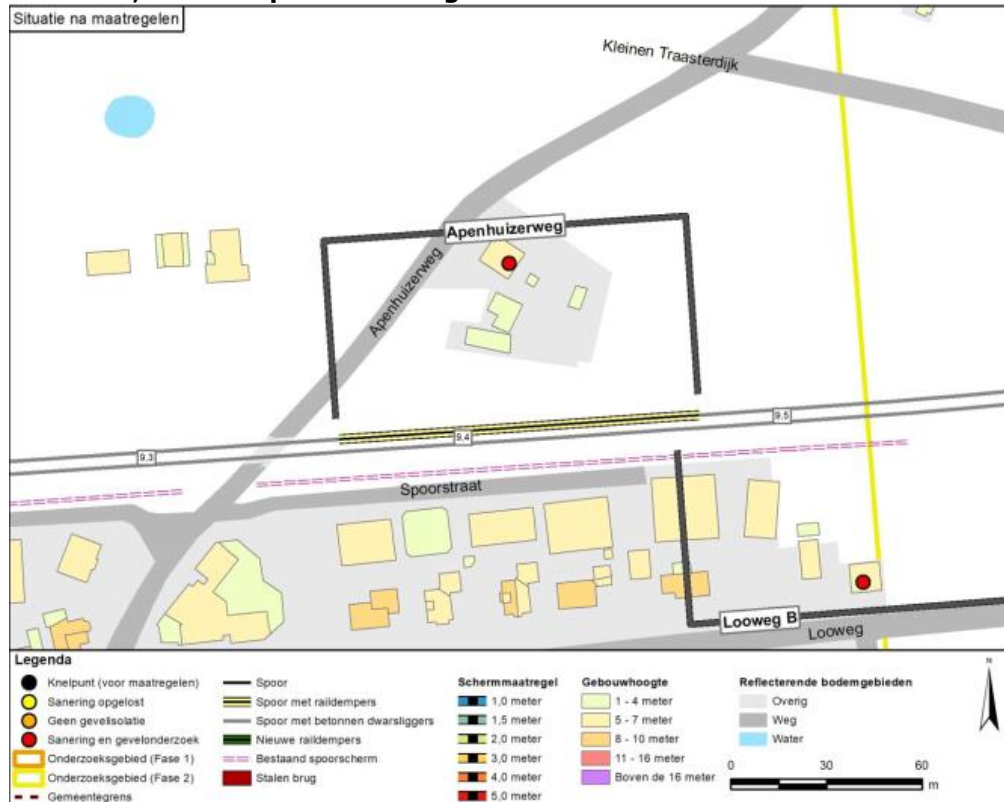 Situatie na maatregelen
Kleinen Traasterdijk
Apenhuizerweg
Apenhuizerweg
9,3
9,4
9,5
Spoorstraat
Looweg B
Looweg
Legenda
Knelpunt (voor maatregelen)
Sanering opgelost
Geen gevelisolatie
Sanering en gevelonderzoek
Onderzoeksgebied (Fase 1)
Onderzoeksgebied (Fase 2)
Gemeentegrens
Spoor
Spoor met raildempers
Spoor met betonnen dwarsliggers
Nieuwe raildempers
Bestaand spoorscherm
Stalen brug
Schermmaatregel
1,0 meter
1,5 meter
2,0 meter
3,0 meter
4,0 meter
5,0 meter
Gebouwhoogte
1 - 4 meter
5 - 7 meter
8 - 10 meter
11 - 16 meter
Boven de 16 meter
Reflecterende bodemgebieden
Overig
Weg
Water
N
0 30 60
m